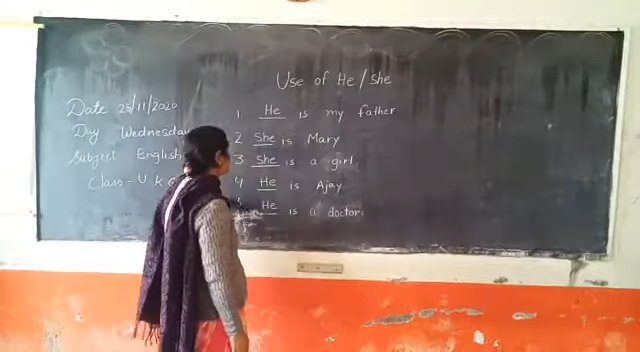 Use of He/She
Date 25/11/2020
Day Wednesday
Subject English
Class - U K G
1 He is my father
2 She is Mary
3 She is a girl.
4 He is Ajay
He is a doctor.